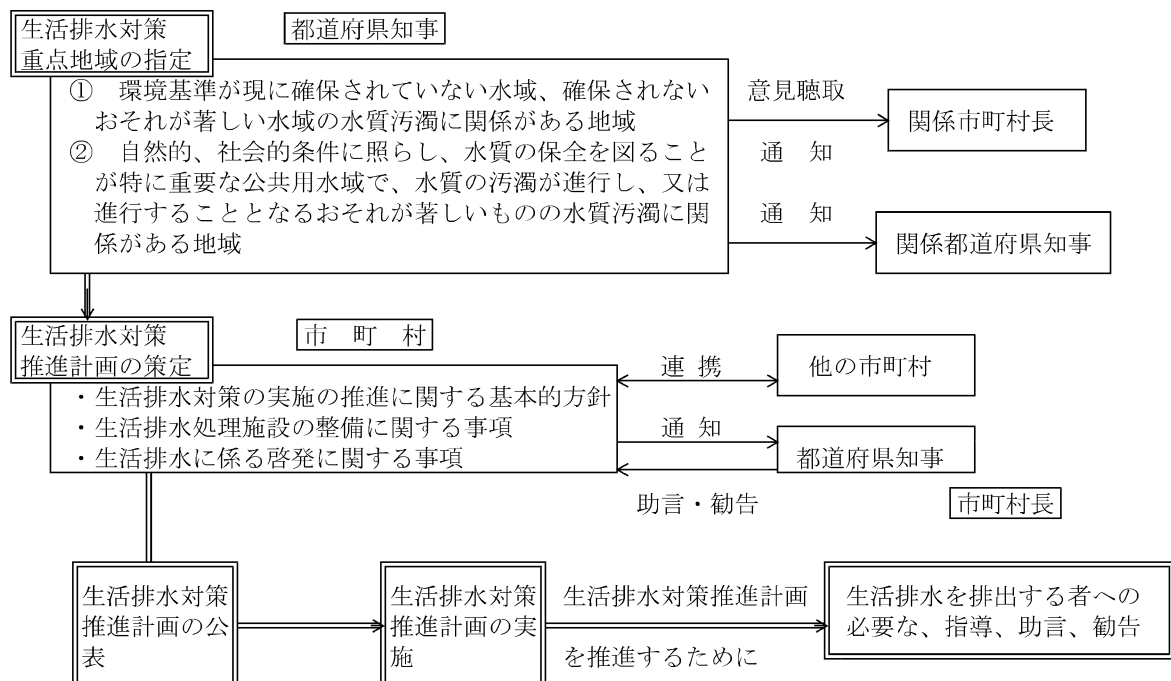 生活排水対策
重点地域の指定
都道府県知事
① 環境基準が現に確保されていない水域、確保されない
おそれが著しい水域の水質汚濁に関係がある地域
② 自然的、社会的条件に照らし、水質の保全を図ること
が特に重要な公共用水域で、水質の汚濁が進行し、又は
進行することとなるおそれが著しいものの水質汚濁に関
係がある地域
意見聴取
通 知
関係市町村長
通 知
関係都道府県知事
生活排水対策
推進計画の策定
市 町 村
・生活排水対策の実施の推進に関する基本的方針
・生活排水処理施設の整備に関する事項
・生活排水に係る啓発に関する事項
連 携
他の市町村
通 知
都道府県知事
助言・勧告
市町村長
生活排水対策
推進計画の公
表
生活排水対策
推進計画の実
施
生活排水対策推進計画
を推進するために
生活排水を排出する者への
必要な、指導、助言、勧告